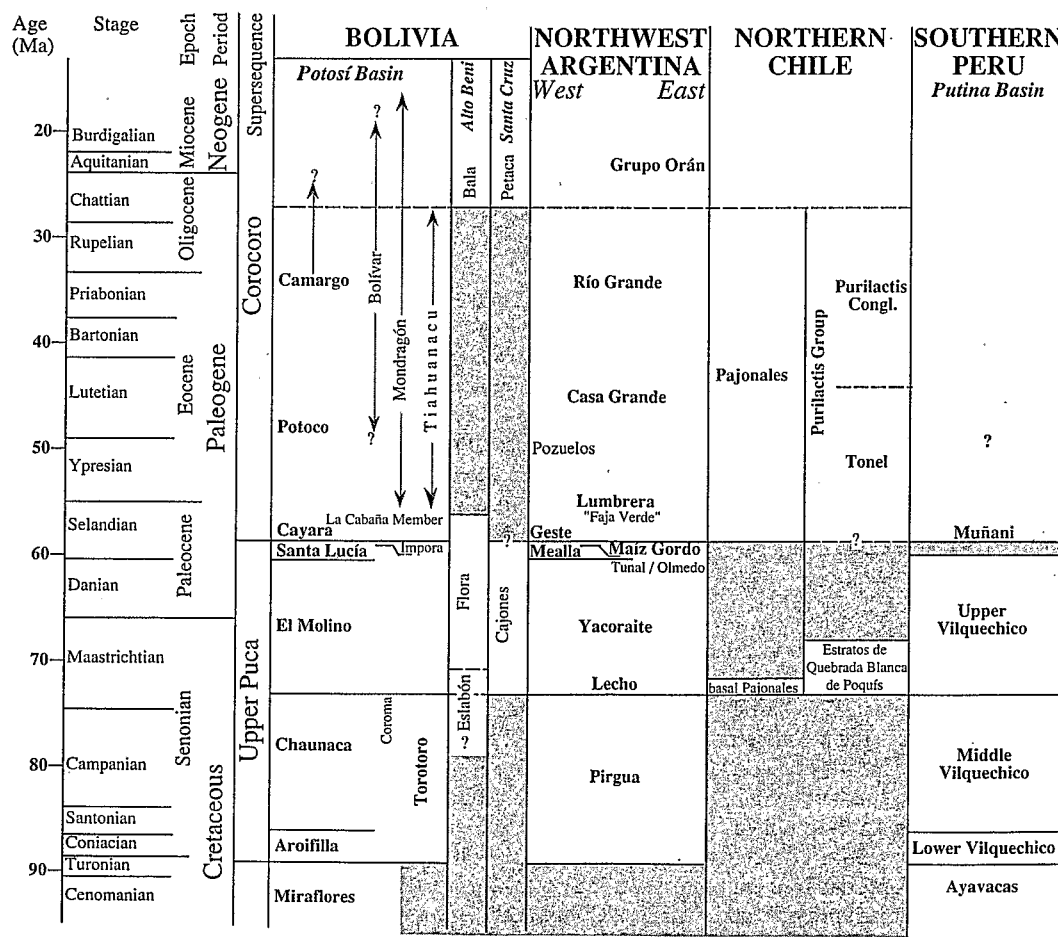 Age
(Ma)
Stage
Epoch
Period
Supersequence
BOLIVIA
Potosí Basin
Alto Beni
Santa Cruz
NORTHWEST
ARGENTINA
West East
NORTHERN
CHILE
SOUTHERN
PERU
Putina Basin
20
30
40
50
60
70
80
90
Burdigalian
Aquitanian
Chattian
Rupelian
Priabonian
Bartonian
Lutetian
Ypresian
Selandian
Danian
Maastrichtian
Campanian
Santonian
Coniacian
Turonian
Cenomanian
Miocene
Oligocene
Eocene
Paleocene
Senonian
Neogene
Paleogene
Cretaceous
Corocoro
Upper Puca
?
?
Camargo
Bolívar
Mondragón
Tiahuanacu
Potoco
?
La Cabaña Member
Cayara
Santa Lucía
Impora
El Molino
Chaunaca
Coroma
Torotoro
Aroifilla
Miraflores
Bala
Flora
Eslabón
?
Petaca
?
Cajones
Grupo Orán
Río Grande
Casa Grande
Pozuelos
Lumbrera
"Faja Verde"
Geste
Mealla
Maíz Gordo
Tunal / Olmedo
Yacoraite
Lecho
Pirgua
Pajonales
basal Pajonales
Purilactis Group
Purilactis
Congl.
Tonel
?
Estratos de
Quebrada Blanca
de Poquís
?
Muñani
Upper
Vilquechico
Middle
Vilquechico
Lower Vilquechico
Ayavacas